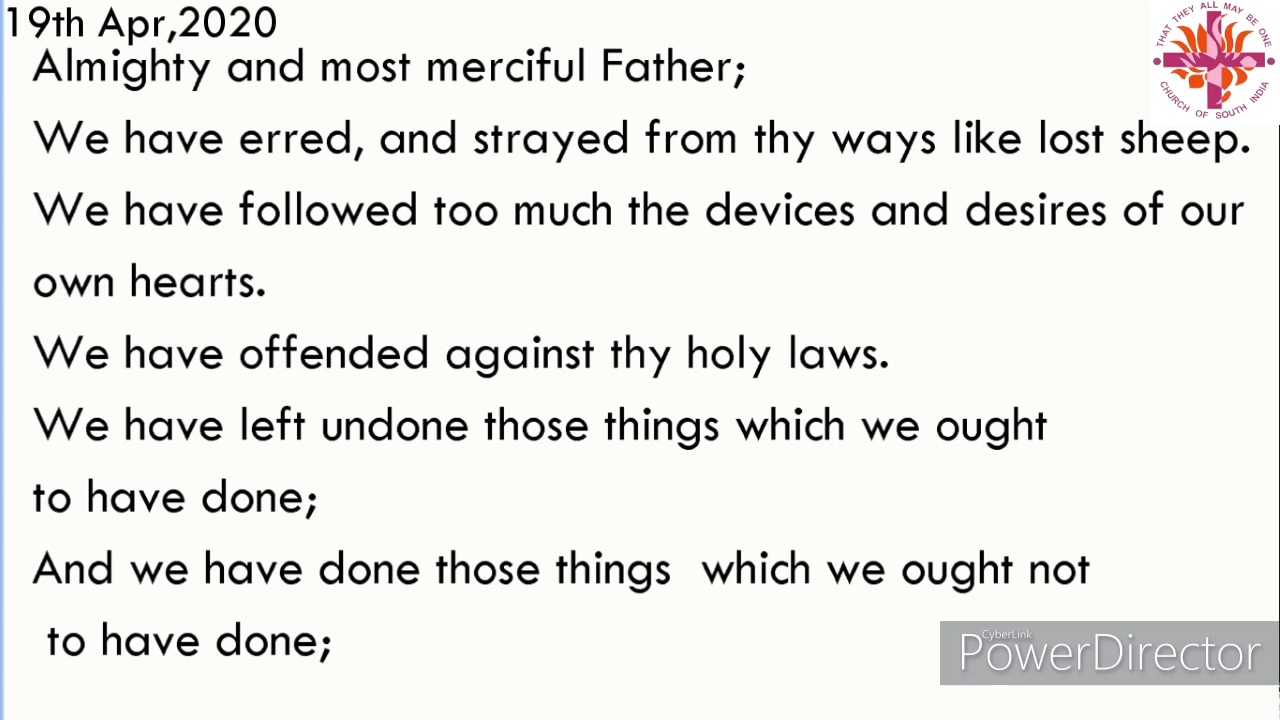 19th Apr,2020
THAT THEY ALL MAY BE ONE
CHURCH OF SOUTH INDIA
Almighty and most merciful Father;
We have erred, and strayed from thy ways like lost sheep.
We have followed too much the devices and desires of our
own hearts.
We have offended against thy holy laws.
We have left undone those things which we ought
to have done;
And we have done those things  which we ought not
to have done;
CyberLink
PowerDirector